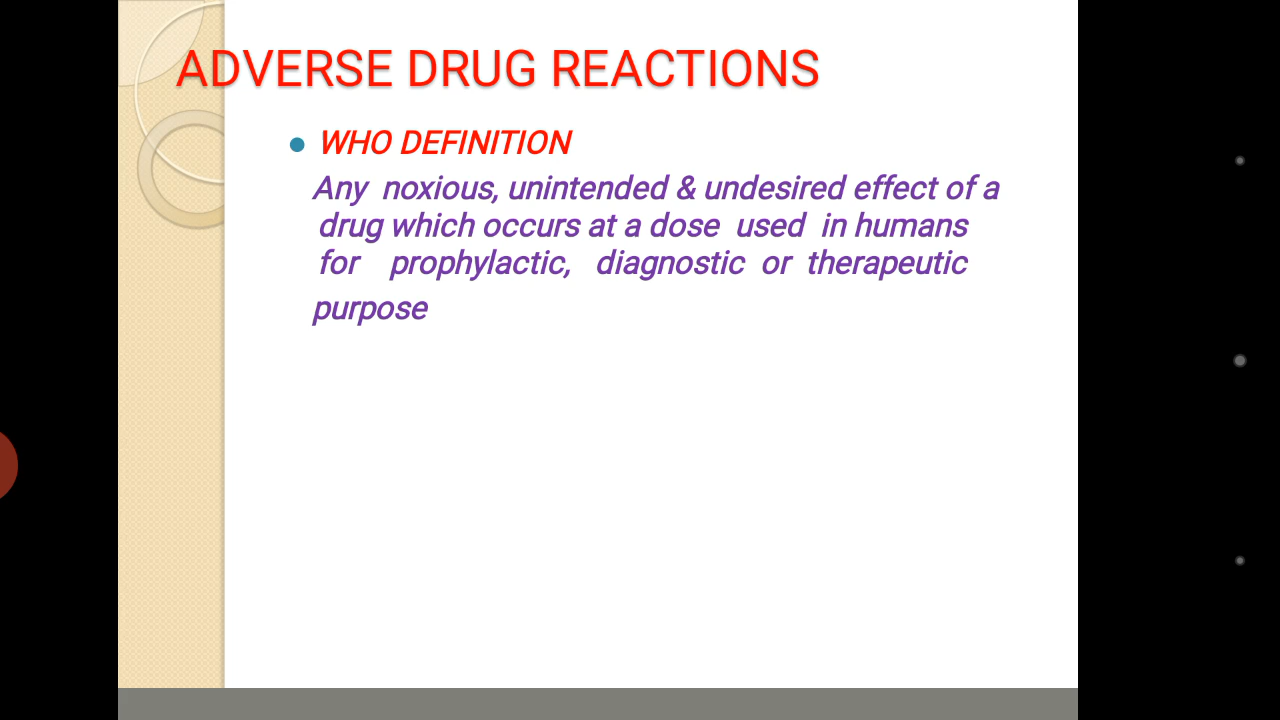 ADVERSE DRUG REACTIONS
WHO DEFINITION
Any noxious, unintended & undesired effect of a
drug which occurs at a dose used in humans
for prophylactic, diagnostic or therapeutic
purpose